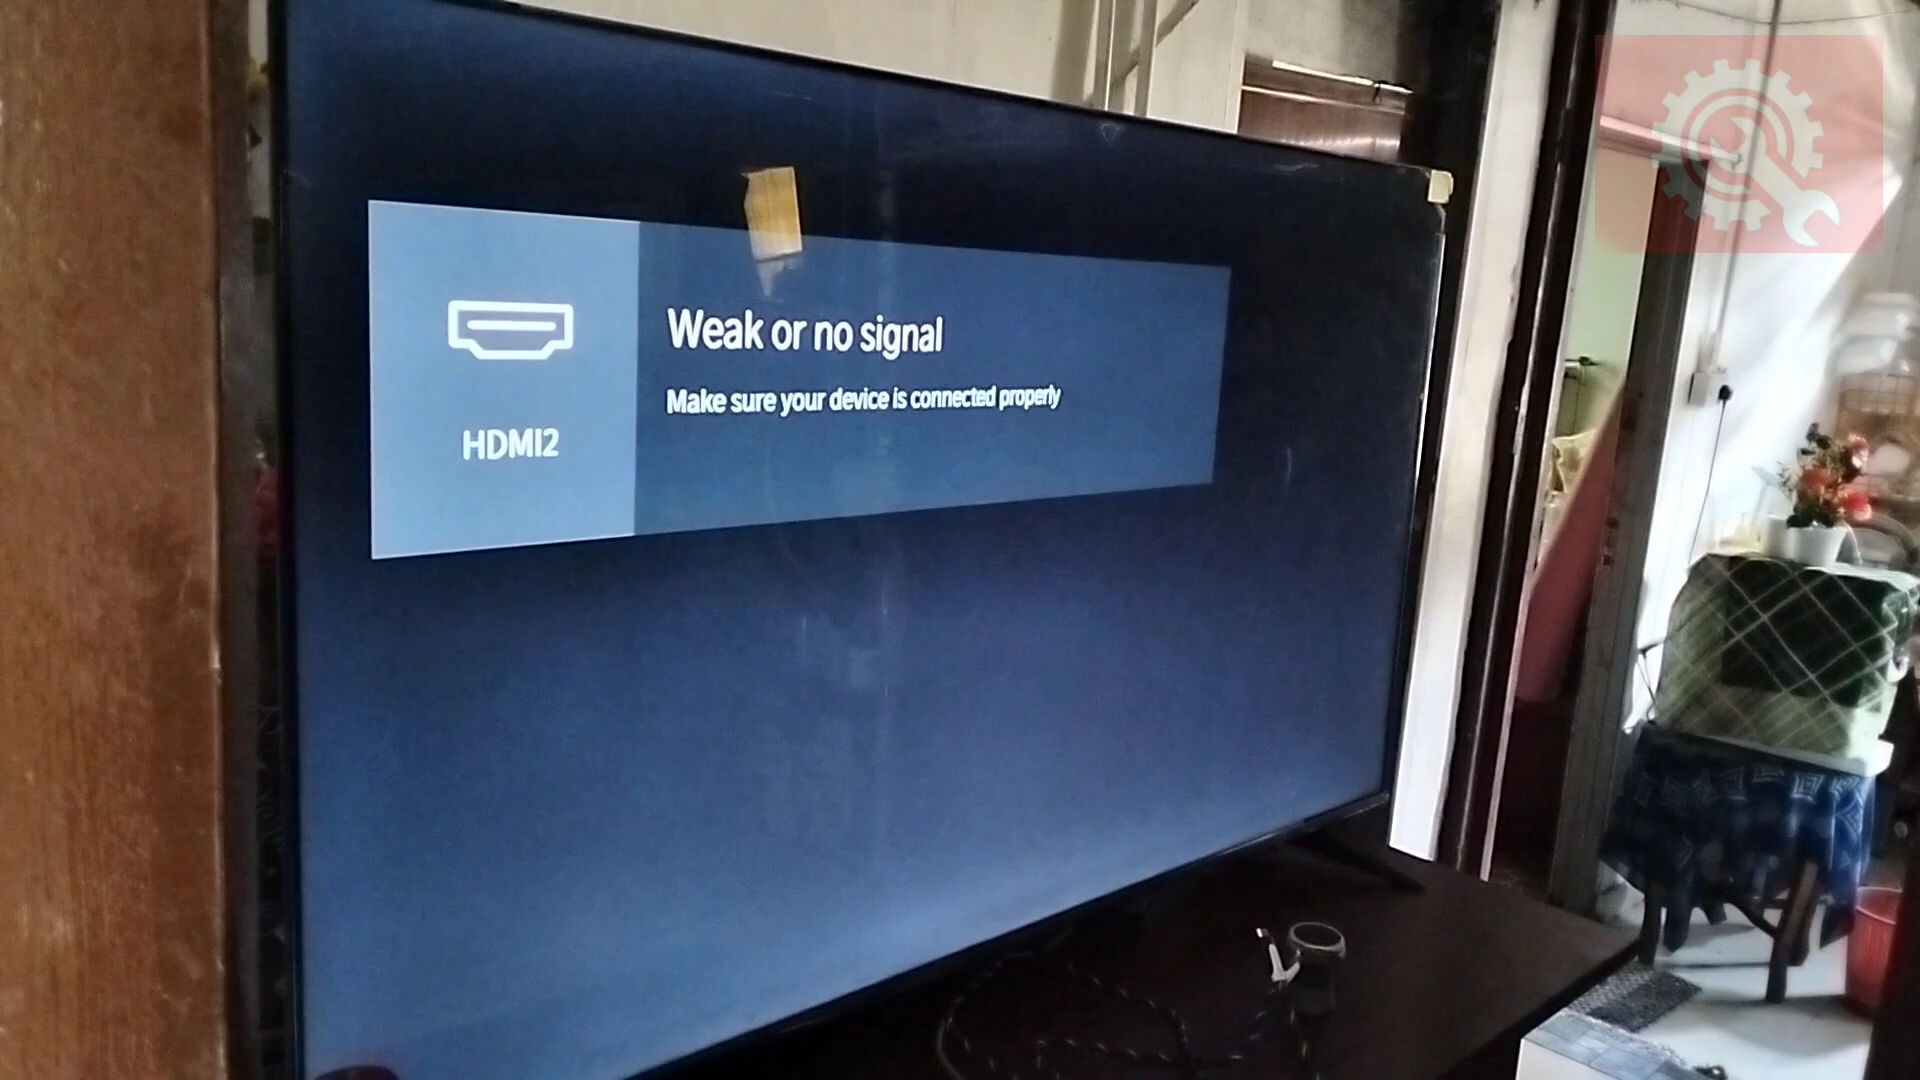 Weak or no signal
Make sure your device is connected properly
HDMI2